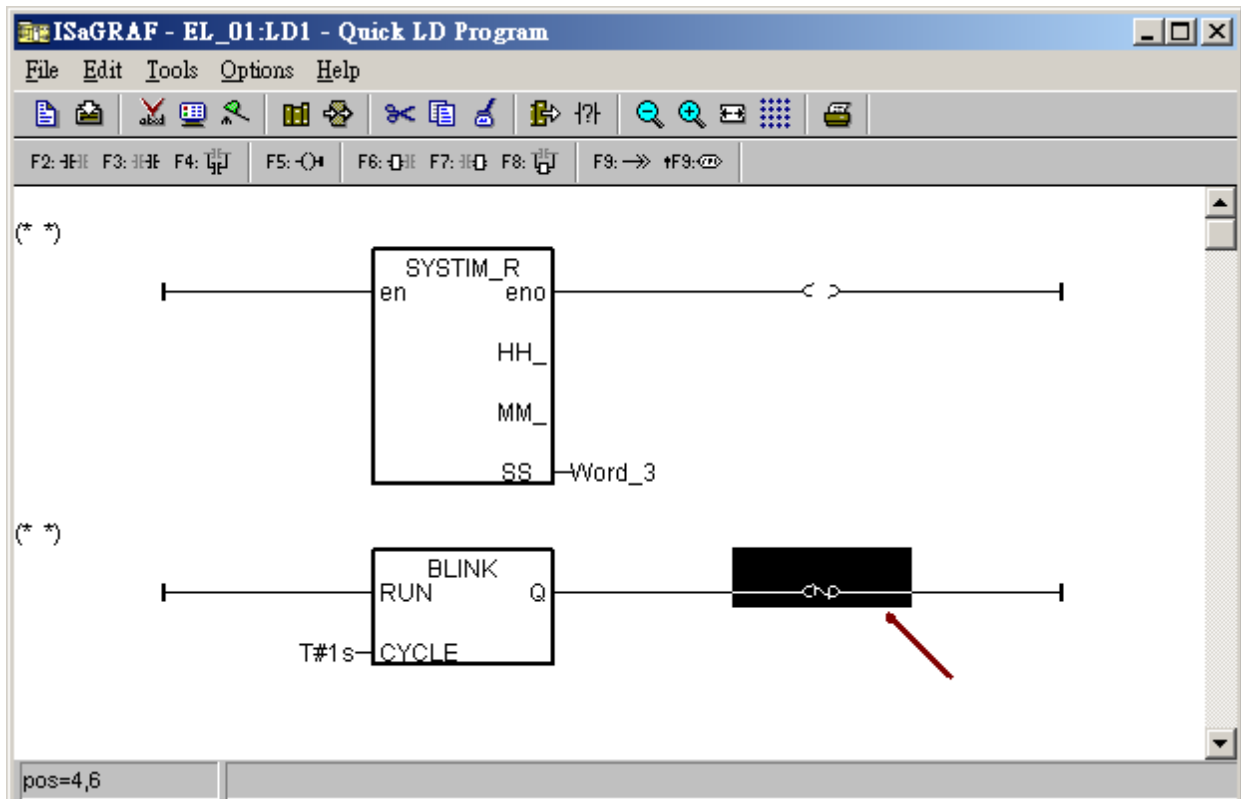 ISaGRAF - EL_01:LD1 - Quick LD Program
File Edit Tools Options Help
F2: F3: F4: F5: F6: F7: F8: F9: F9:
(* *)
SYSTIM_R
en eno
HH_
MM_
SS_ Word_3
(* *)
BLINK
RUN Q
T#1s CYCLE
pos=4,6